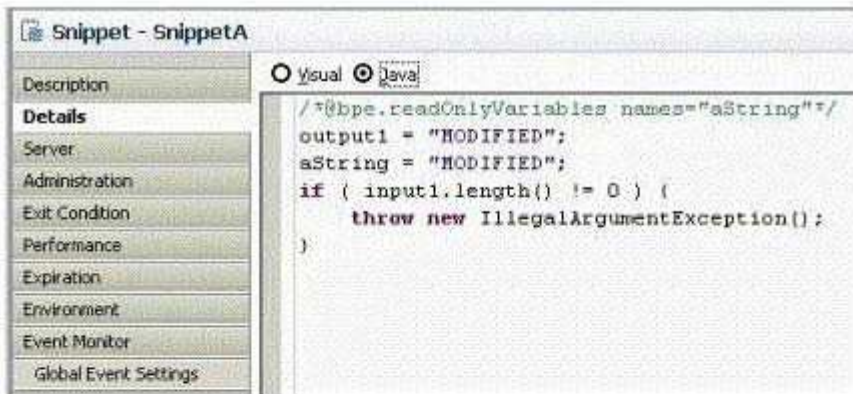 Snippet - SnippetA
Description
Details
Server
Administration
Exit Condition
Performance
Expiration
Environment
Event Monitor
Global Event Settings
Visual Java
/*@bpe.readOnlyVariables names="aString"*/
output1 = "MODIFIED";
aString = "MODIFIED";
if ( input1.length() != 0 ) {
throw new IllegalArgumentException();
}